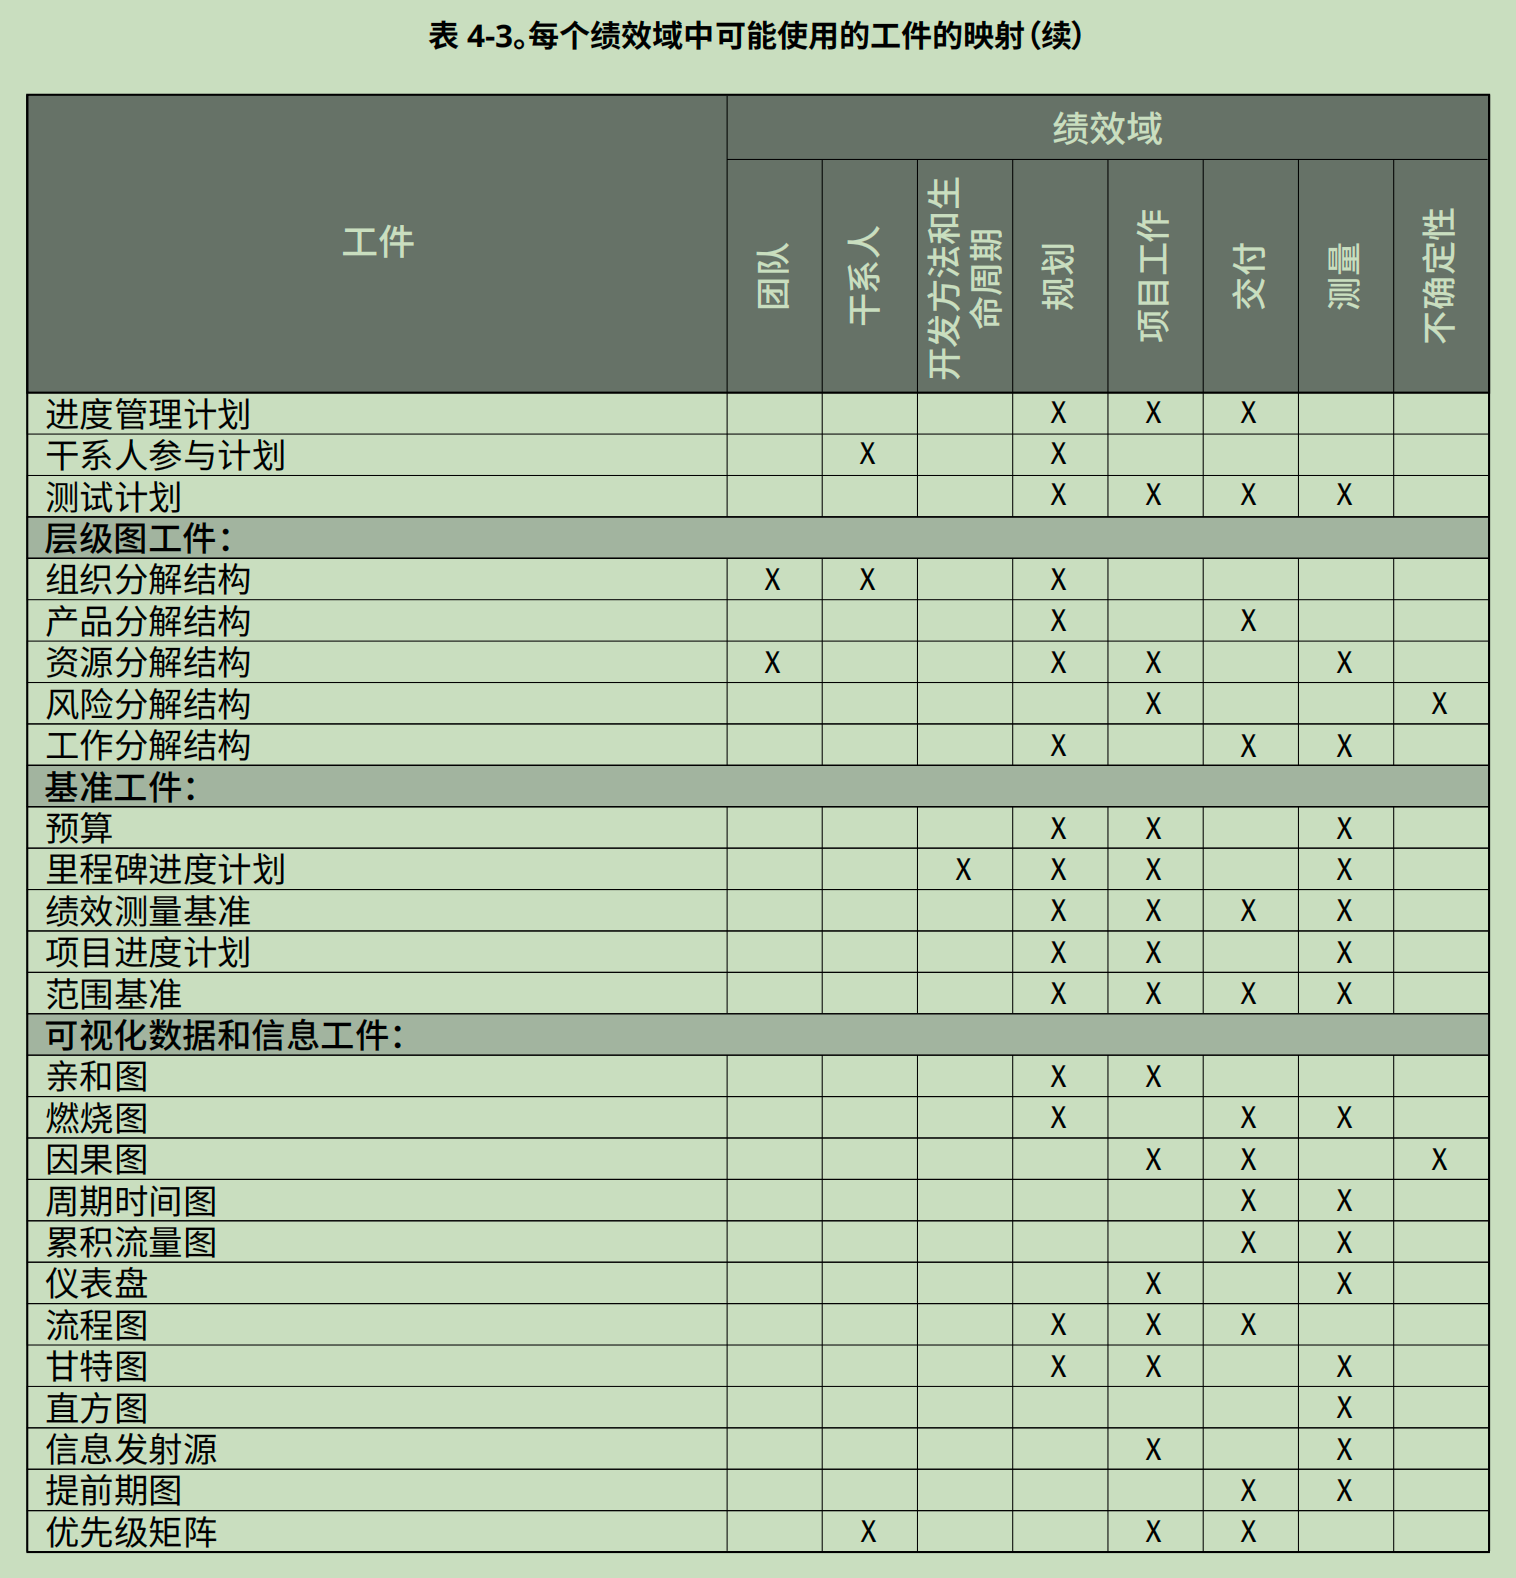 表 4-3。每个绩效域中可能使用的工件的映射（续）
工件
绩效域
团队
干系人
开发方法和生
命周期
规划
项目工作
交付
测量
不确定性
进度管理计划 X X X
干系人参与计划 X X
测试计划 X X X X
层级图工件：
组织分解结构 X X X
产品分解结构 X X
资源分解结构 X X X X
风险分解结构 X X
工作分解结构 X X X
基准工件：
预算 X X X
里程碑进度计划 X X X X
绩效测量基准 X X X X
项目进度计划 X X X
范围基准 X X X X
可视化数据和信息工件：
亲和图 X X
燃烧图 X X X
因果图 X X X
周期时间图 X X
累积流量图 X X
仪表盘 X X
流程图 X X X
甘特图 X X X
直方图 X
信息发射源 X X
提前期图 X X
优先级矩阵 X X X